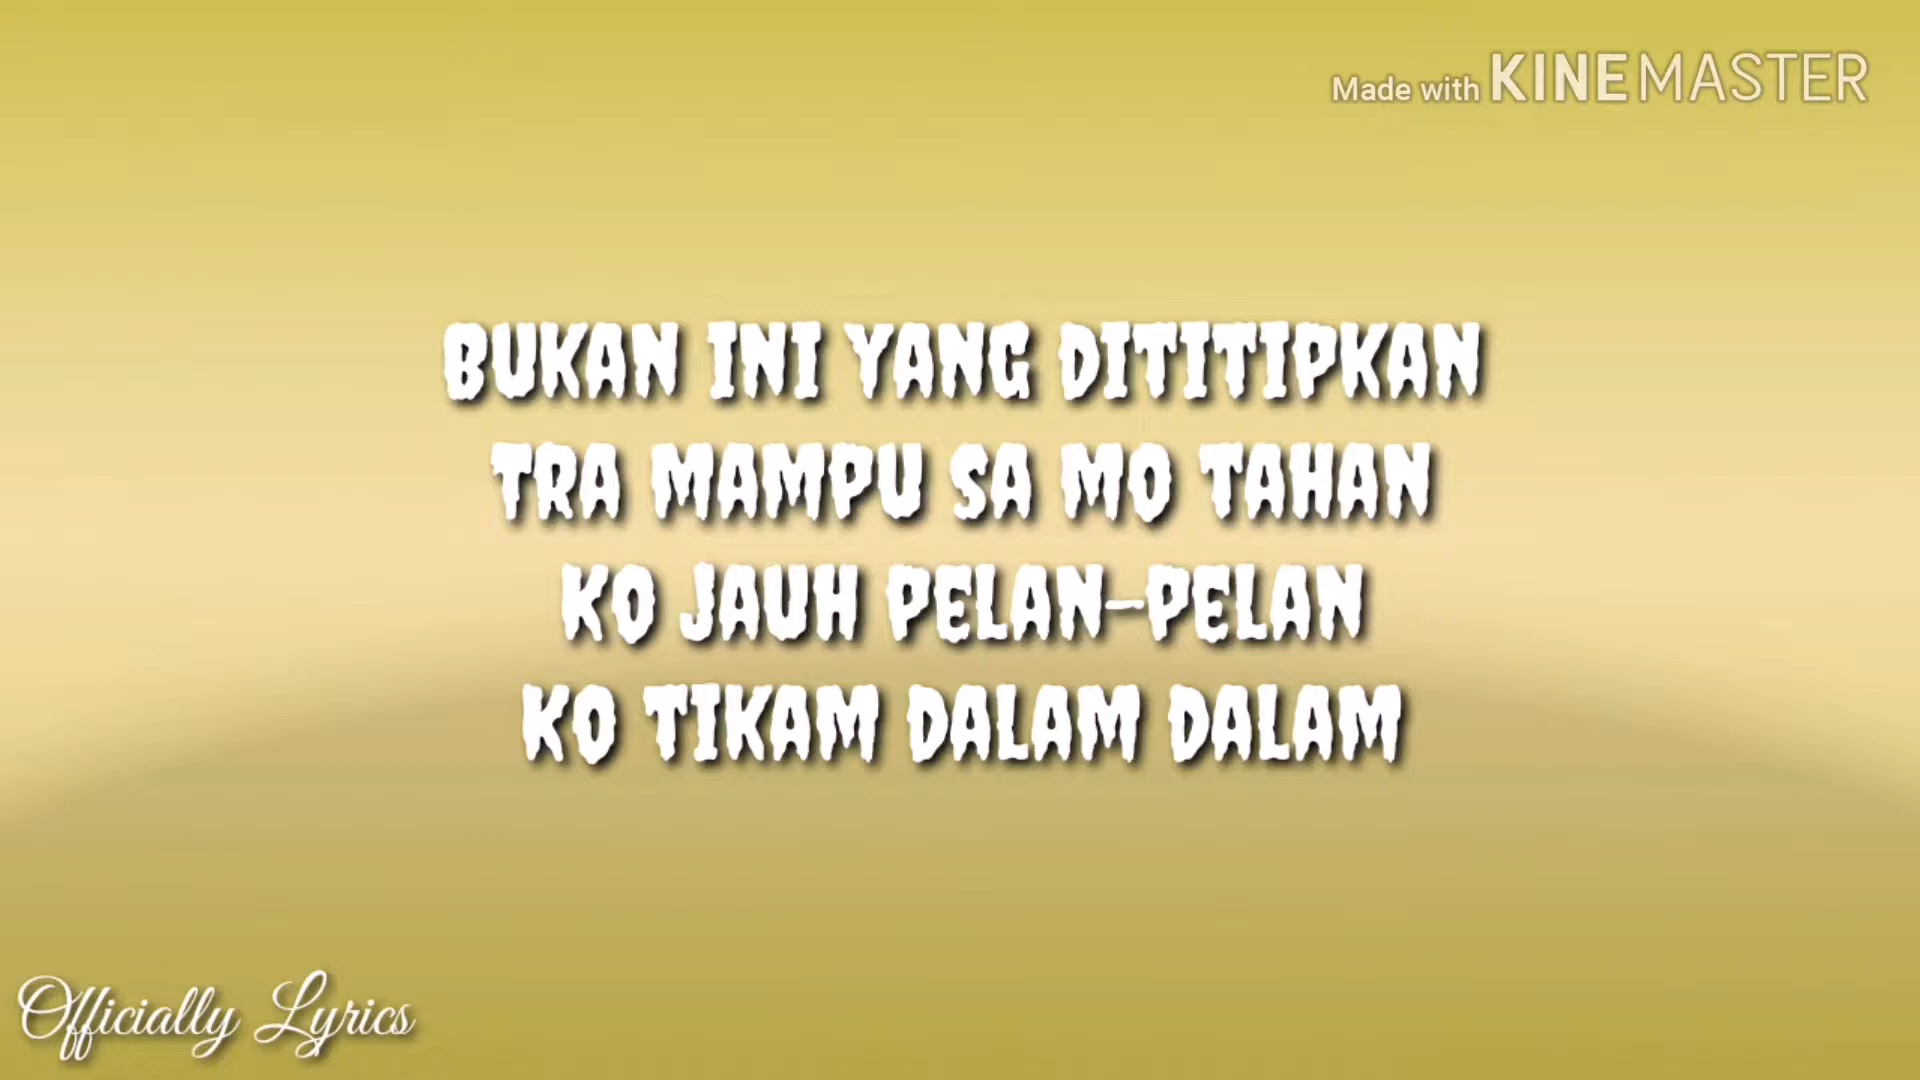 Made with KINEMASTER
BUKAN INI YANG DITITIPKAN
TRA MAMPU SA MO TAHAN
KO JAUH PELAN-PELAN
KO TIKAM DALAM DALAM
Officially Lyrics